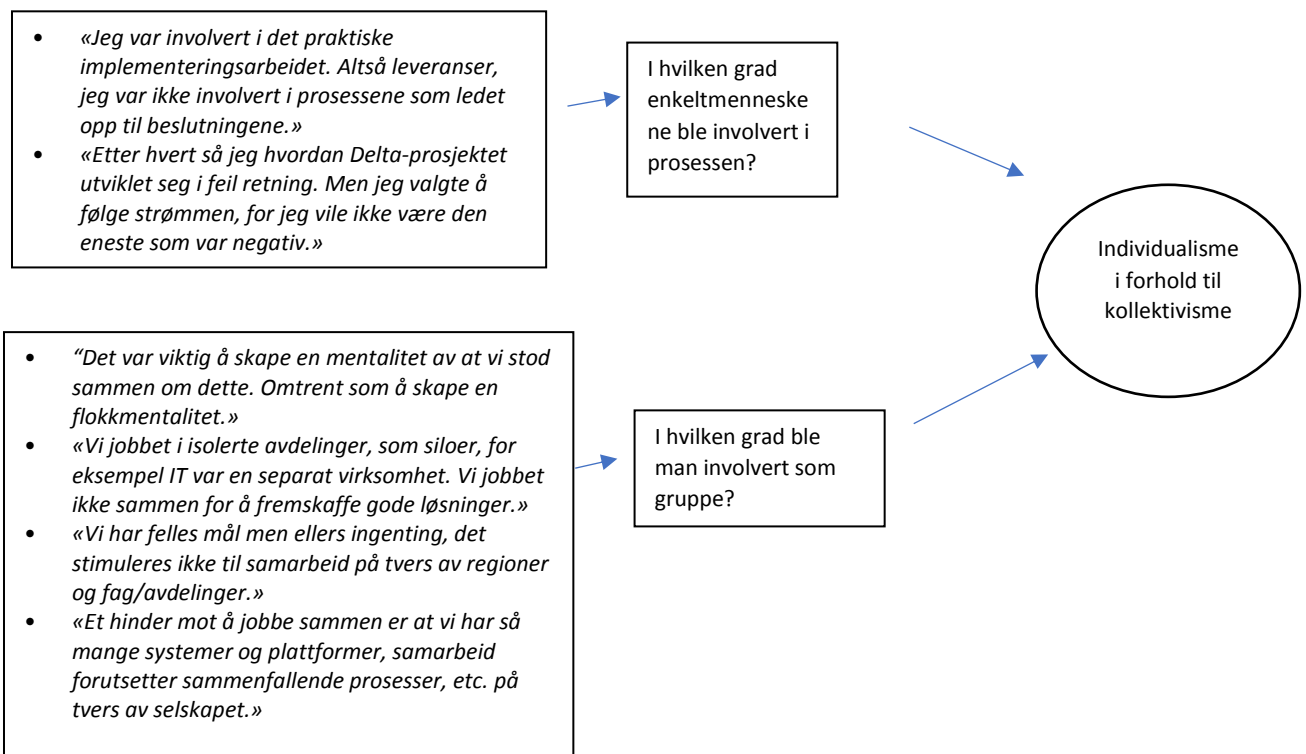 • «Jeg var involvert i det praktiske
implementeringsarbeidet. Altså leveranser,
jeg var ikke involvert i prosessene som ledet
opp til beslutningene.»
• «Etter hvert så jeg hvordan Delta-prosjektet
utviklet seg i feil retning. Men jeg valgte å
følge strømmen, for jeg vile ikke være den
eneste som var negativ.»
I hvilken grad
enkeltmenneske
ne ble involvert i
prosessen?
Individualisme
i forhold til
kollektivisme
• “Det var viktig å skape en mentalitet av at vi stod
sammen om dette. Omtrent som å skape en
flokkmentalitet.»
• «Vi jobbet i isolerte avdelinger, som siloer, for
eksempel IT var en separat virksomhet. Vi jobbet
ikke sammen for å fremskaffe gode løsninger.»
• «Vi har felles mål men ellers ingenting, det
stimuleres ikke til samarbeid på tvers av regioner
og fag/avdelinger.»
• «Et hinder mot å jobbe sammen er at vi har så
mange systemer og plattformer, samarbeid
forutsetter sammenfallende prosesser, etc. på
tvers av selskapet.»
I hvilken grad ble
man involvert som
gruppe?